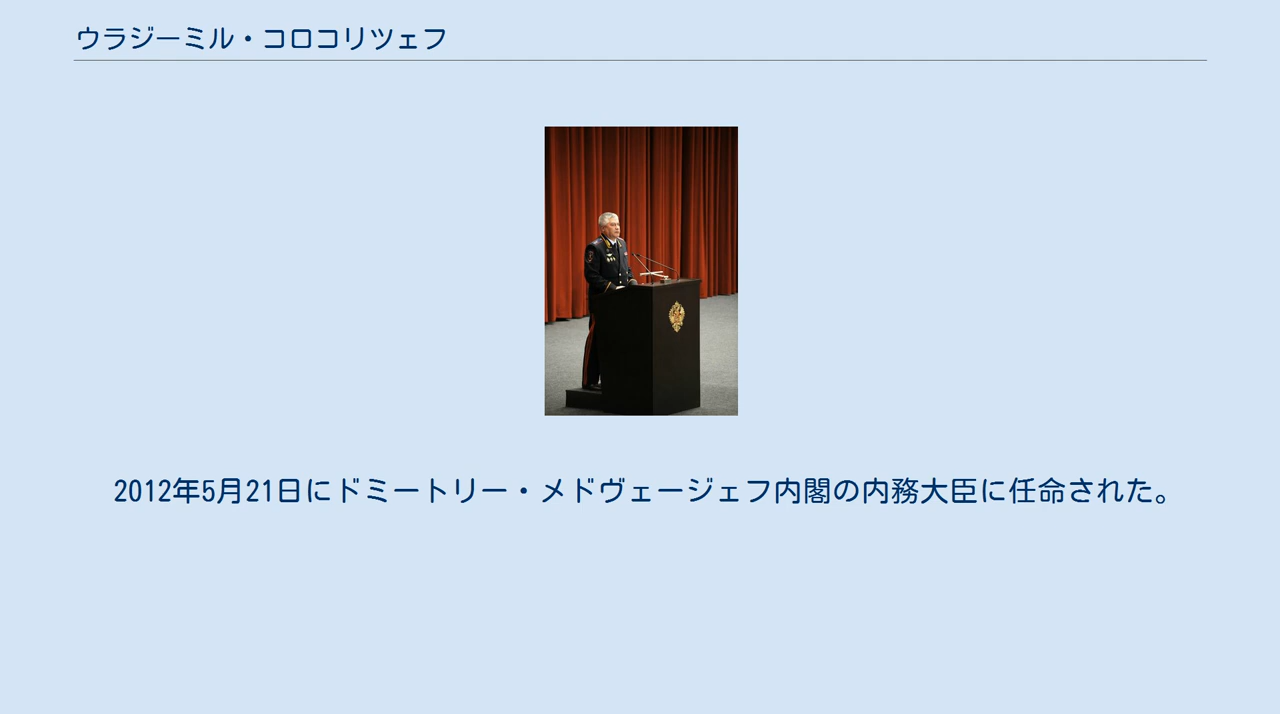 ウラジーミル・コロコリツェフ
2012年5月21日にドミートリー・メドヴェージェフ内閣の内務大臣に任命された。